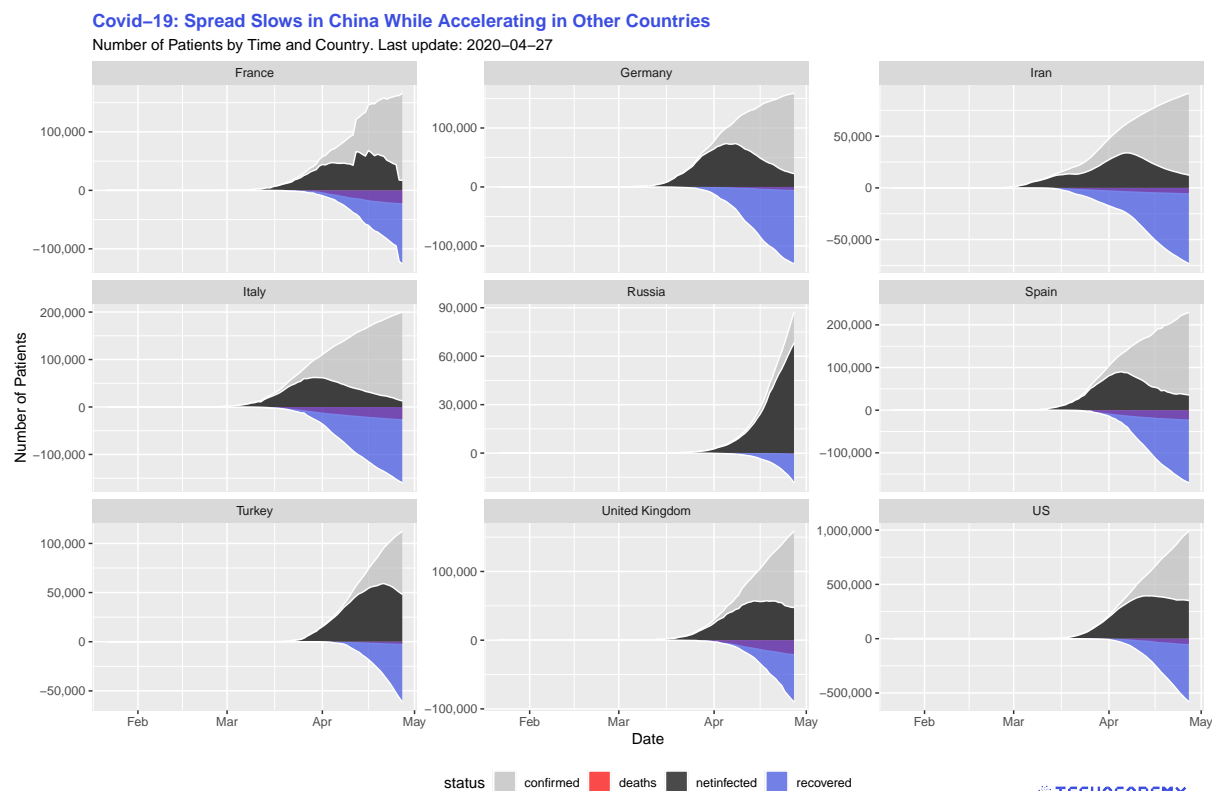 Covid−19: Spread Slows in China While Accelerating in Other Countries
Number of Patients by Time and Country. Last update: 2020−04−27
France
Germany
Iran
100,000
0
−100,000
100,000
0
−100,000
50,000
0
−50,000
Italy
Russia
Spain
200,000
100,000
0
−100,000
90,000
60,000
30,000
0
200,000
100,000
0
−100,000
Number of Patients
Turkey
United Kingdom
US
100,000
50,000
0
−50,000
100,000
0
−100,000
1,000,000
500,000
0
−500,000
Feb Mar Apr May
Feb Mar Apr May
Feb Mar Apr May
Date
status confirmed deaths netinfected recovered
TECHACADEMY